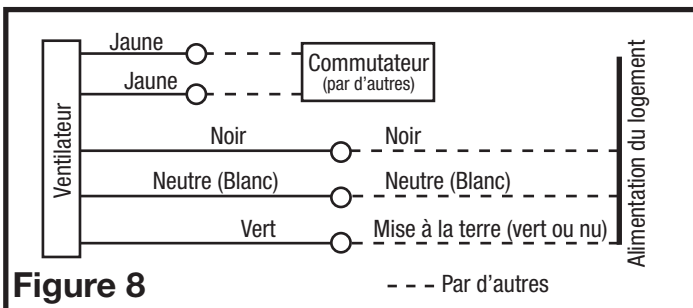 Jaune
Jaune
Commutateur
(par d'autres)
Ventilateur
Noir
Noir
Neutre (Blanc)
Neutre (Blanc)
Vert
Mise à la terre (vert ou nu)
Alimentation du logement
Figure 8
Par d'autres